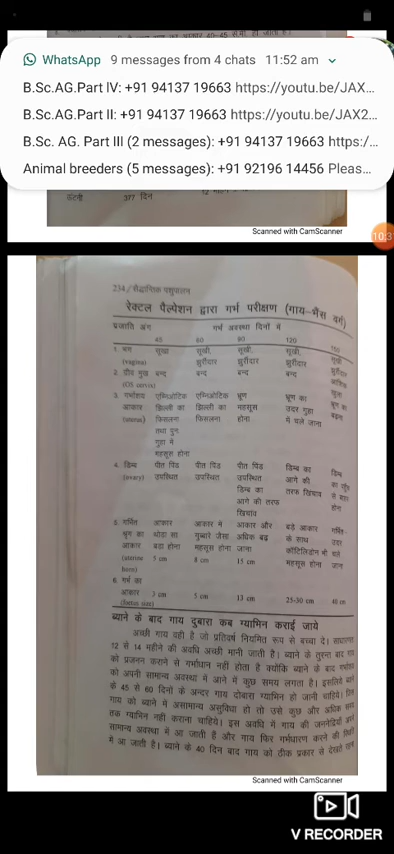 WhatsApp 9 messages from 4 chats 11:52 am
B.Sc.AG.Part IV: +91 94137 19663 https://youtu.be/JAX...
B.Sc.AG.Part II: +91 94137 19663 https://youtu.be/JAX2...
B.Sc. AG. Part III (2 messages): +91 94137 19663 https:/...
Animal breeders (5 messages): +91 92196 14456 Pleas...
ऊंटनी 377 दिन
Scanned with CamScanner
10:3
234/सैद्धान्तिक पशुपालन
रेक्टल पैल्पेशन द्वारा गर्भ परीक्षण (गाय-भैंस वर्ग)
प्रजाति अंग गर्भ अवस्था दिनों में
45 60 90 120 150
1. भग सूखा सूखी, सूखी, सूखी, सूखी
(vagina) झुर्रीदार झुर्रीदार झुर्रीदार झुर्रीदार
2. ग्रीव मुख बन्द बन्द बन्द बन्द
(OS cervix)
3. गर्भाशय एम्निओटिक एम्निओटिक भ्रूण भ्रूण का
आकार झिल्ली का झिल्ली का महसूस उदर गुहा
(uterus) फिसलना फिसलना होना में चले जाना
तथा पुनः
गुहा में
महसूस होना
4. डिम्ब पीत पिंड पीत पिंड पीत पिंड डिम्ब का डिम्ब
(ovary) उपस्थित उपस्थित उपस्थित आगे की
डिम्ब का तरफ खिंचाव
आगे की तरफ होना
खिंचाव
5. गर्भित आकार आकार में आकार और बड़े आकार गर्भित
श्रृंग का थोडा सा गुब्बारे जैसा अधिक बढ़ के साथ उदर
आकार बडा होना महसूस होना जाना कोटिलिडोन भी
(uterine 5 cm 8 cm 15 cm महसूस होना जाना
horn)
6. गर्भ का
आकार 3 cm 5 cm 13 cm 25-30 cm 40 cm
(foetus size)
ब्याने के बाद गाय दुबारा कब ग्याभिन कराई जाये
अच्छी गाय वही है जो प्रतिवर्ष नियमित रूप से बच्चा दे।
12 से 14 महीने की अवधि अच्छी मानी जाती है। ब्याने के तुरन्त बाद गाय
को प्रजनन कराने से गर्भाधान नहीं होता है क्योंकि ब्याने के बाद गर्भाशय
को अपनी सामान्य अवस्था में आने में कुछ समय लगता है। इसलिये ब्याने
के 45 से 60 दिनों के अन्दर गाय दोबारा ग्याभिन हो जानी चाहिये।
गाय को ब्याने में असामान्य असुविधा हो तो उसे कुछ और अधिक समय
तक ग्याभिन नहीं कराना चाहिये। इस अवधि में गाय की जननेन्द्रियाँ अपने
सामान्य अवस्था में आ जाती हैं और गाय फिर गर्भधारण करने की स्थिति
में आ जाती है। ब्याने के 40 दिन बाद गाय को ठीक प्रकार से देखते रहना
Scanned with CamScanner
V RECORDER